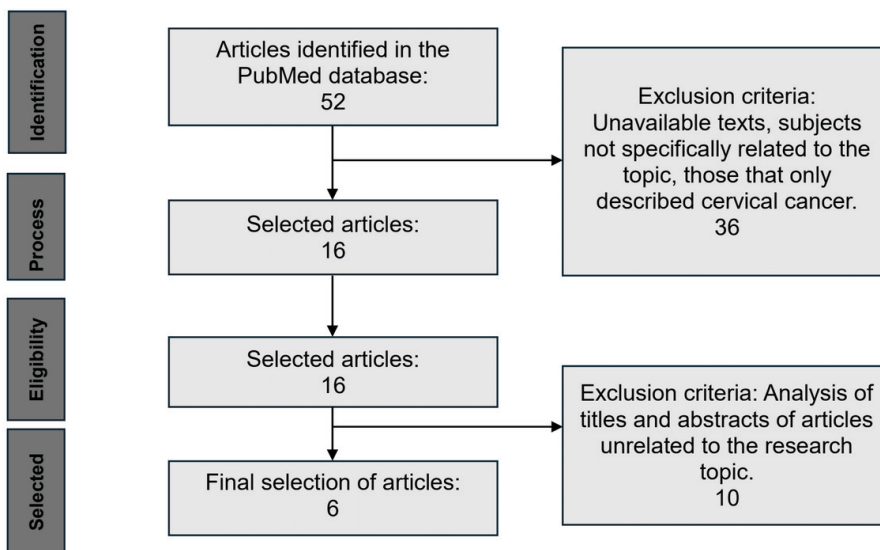 Identification
Articles identified in the
PubMed database:
52
Exclusion criteria:
Unavailable texts, subjects
not specifically related to the
topic, those that only
described cervical cancer.
36
Process
Selected articles:
16
Eligibility
Selected articles:
16
Exclusion criteria: Analysis of
titles and abstracts of articles
unrelated to the research
topic.
10
Selected
Final selection of articles:
6